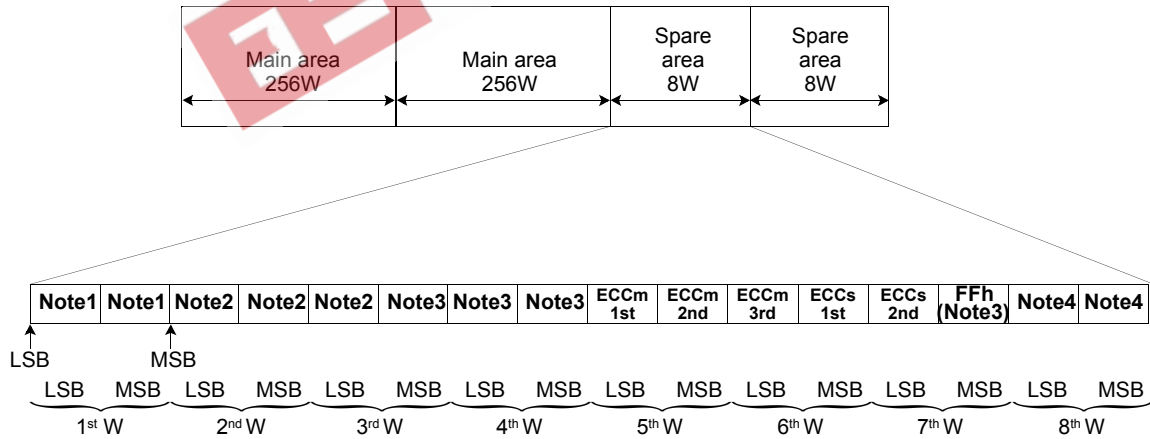 Main area
256W
Main area
256W
Spare
area
8W
Spare
area
8W
Note1 Note1 Note2 Note2 Note2 Note3 Note3 Note3 ECCm 1st ECCm 2nd ECCm 3rd ECCs 1st ECCs 2nd FFh (Note3) Note4 Note4
LSB MSB
LSB MSB LSB MSB LSB MSB LSB MSB LSB MSB LSB MSB LSB MSB LSB MSB
1st W 2nd W 3rd W 4th W 5th W 6th W 7th W 8th W